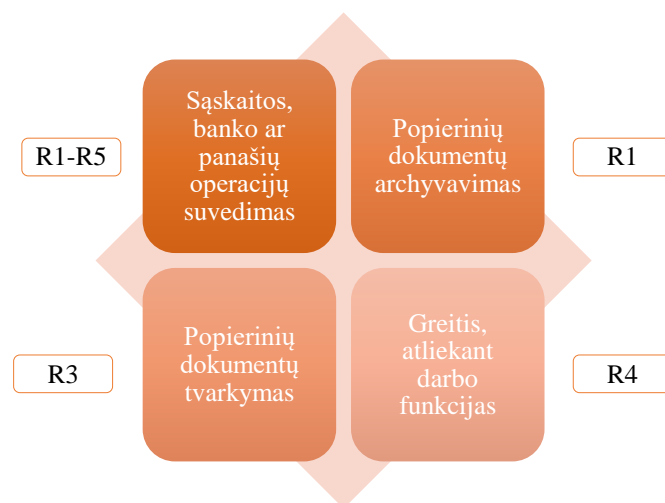 R1-R5
Sąskaitos,
banko ar
panašių
operacijų
suvedimas
Popierinių
dokumentų
archyvavimas
R1
R3
Popierinių
dokumentų
tvarkymas
Greitis,
atliekant
darbo
funkcijas
R4